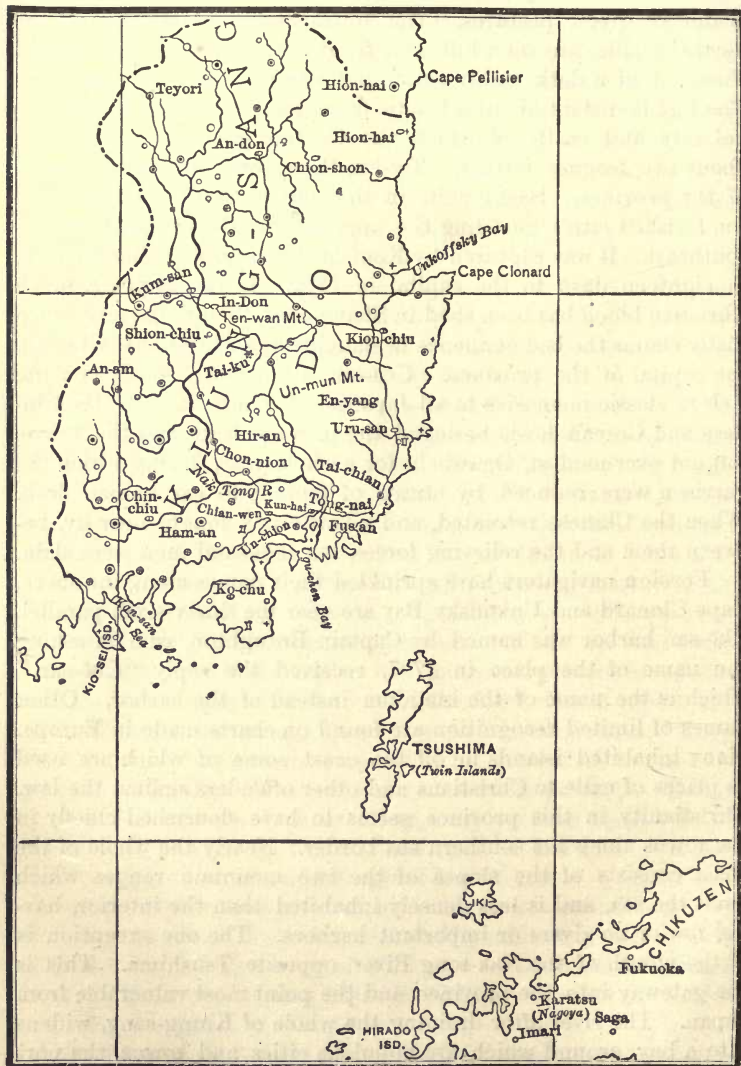 Teyori
Hion-hai
Cape Pellisier
An-don
Hion-hai
Chion-shon
Unkoffsky Bay
Cape Clonard
Kum-san
In-Don
Ten-wan Mt.
Shion-chiu
Kion-chiu
Tai-ku
An-am
Un-mun Mt.
En-yang
Uru-san
Hir-an
Chon-nion
Tai-chian
Nak Tong R
Chin-chiu
Chian-wen
Kun-hai
Tong-nai
Ham-an
Fusan
Ko-chu
Sea
TSUSHIMA
(Twin Islands)
IKI
CHIKUZEN
Fukuoka
Karatsu
(Nagoya)
Saga
HIRADO
ISD.
Imari